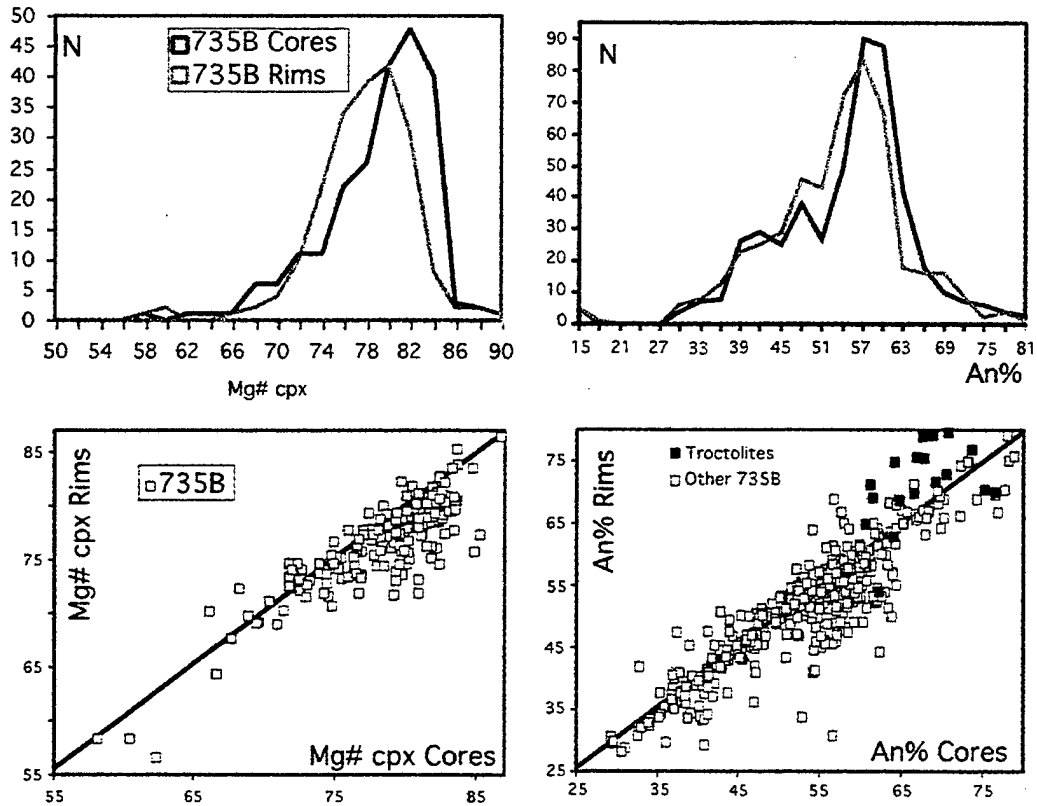 50
45
40
35
30
25
20
15
10
5
0
N
735B Cores
735B Rims
50 54 58 62 66 70 74 78 82 86 90
Mg# cpx
90
80
70
60
50
40
30
20
10
0
N
15 21 27 33 39 45 51 57 63 69 75 81
An%
85
75
65
55
Mg# cpx Rims
735B
Mg# cpx Cores
55 65 75 85
75
65
55
45
35
25
An% Rims
Troctolites
Other 735B
An% Cores
25 35 45 55 65 75